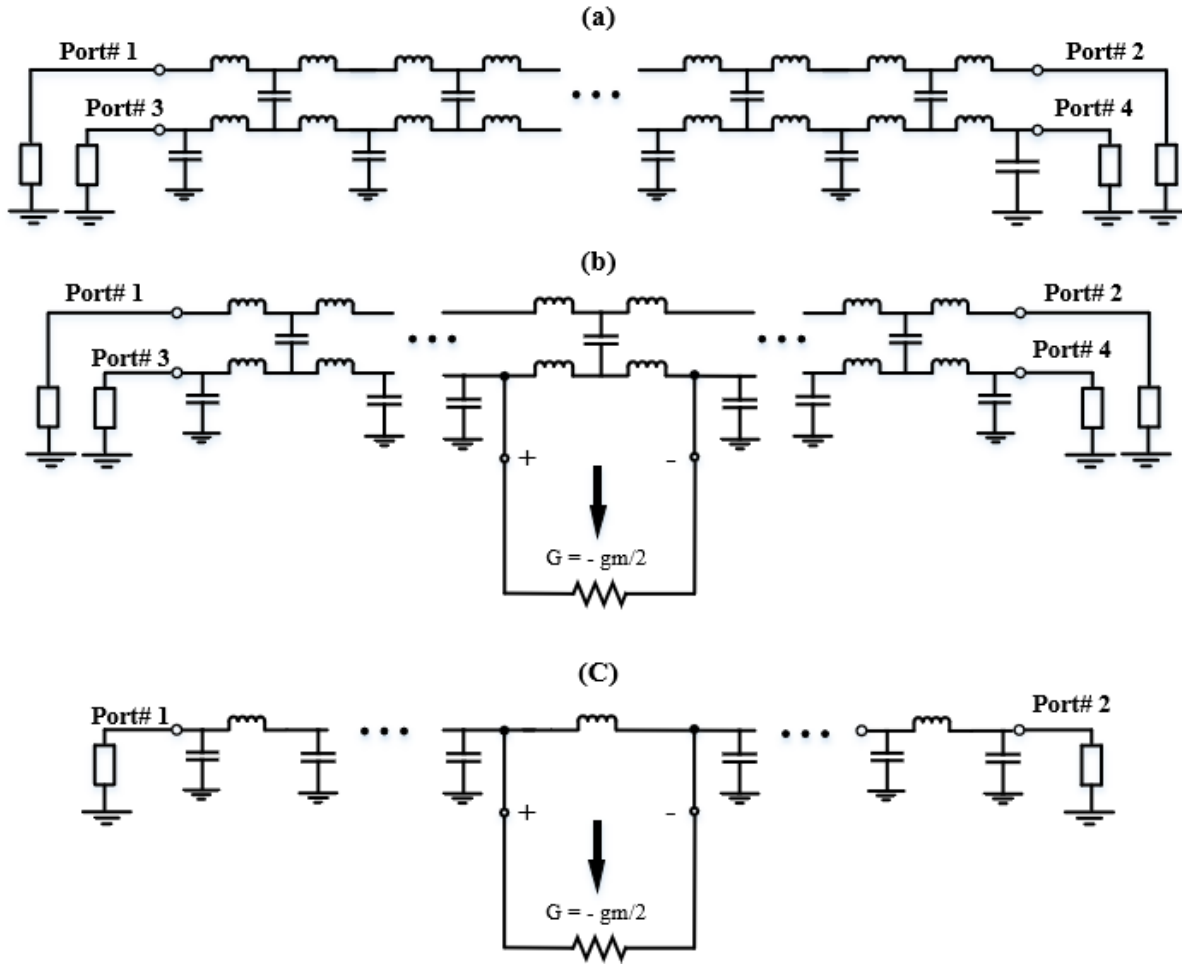 (a)
Port# 1
Port# 2
Port# 3
Port# 4
(b)
Port# 1
Port# 2
Port# 3
Port# 4
+ -
G = - gm/2
(C)
Port# 1
Port# 2
+ -
G = - gm/2